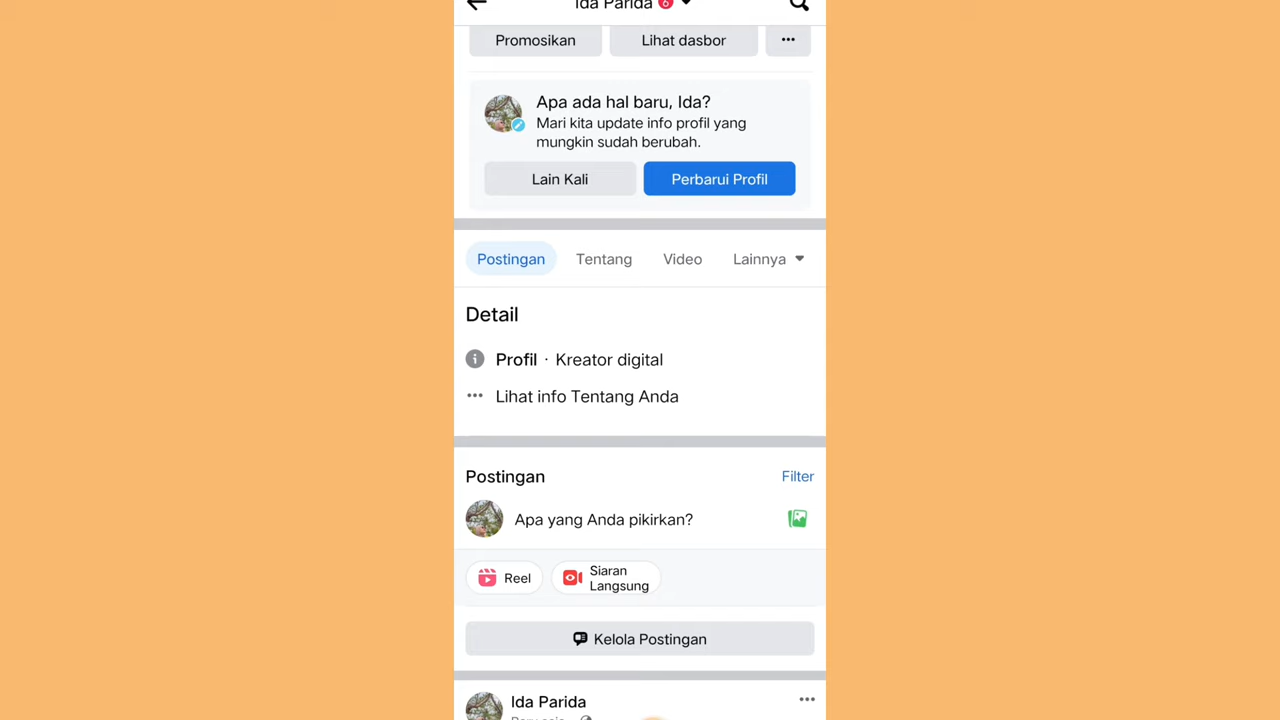 Ida Parida 6
Promosikan
Lihat dasbor
Apa ada hal baru, Ida?
Mari kita update info profil yang
mungkin sudah berubah.
Lain Kali
Perbarui Profil
Postingan
Tentang
Video
Lainnya
Detail
Profil · Kreator digital
Lihat info Tentang Anda
Postingan
Filter
Apa yang Anda pikirkan?
Reel
Siaran
Langsung
Kelola Postingan
Ida Parida